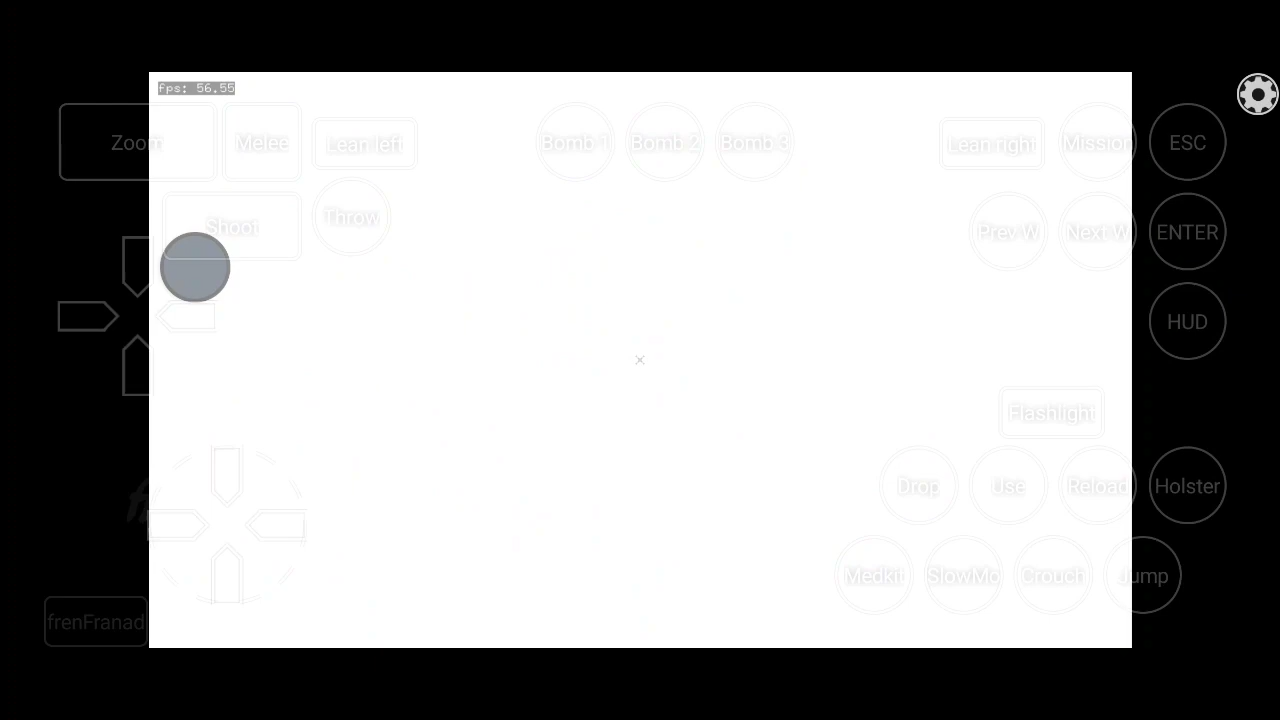 fps: 56.55
Zoom
Melee
Lean left
Bomb 1
Bomb 2
Bomb 3
Lean right
Mission
ESC
Shoot
Throw
Prev W
Next W
ENTER
HUD
Flashlight
Drop
Use
Reload
Holster
Medkit
SlowMo
Crouch
Jump
frenFranad